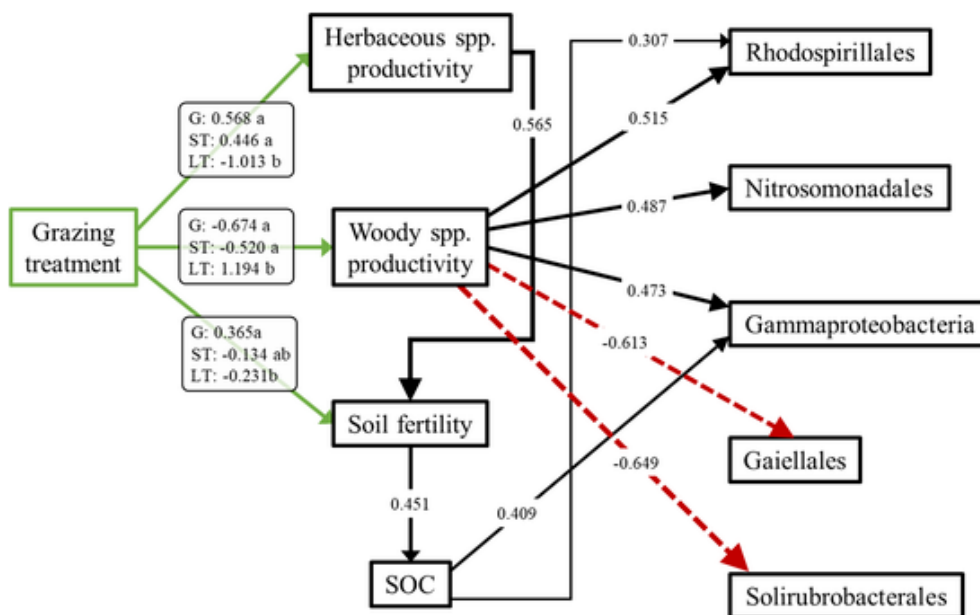 Herbaceous spp.
productivity
0.307
Rhodospirillales
G: 0.568 a
ST: 0.446 a
LT: -1.013 b
0.565
0.515
Nitrosomonadales
0.487
Grazing
treatment
G: -0.674 a
ST: -0.520 a
LT: 1.194 b
Woody spp.
productivity
0.473
Gammaproteobacteria
-0.613
G: 0.365a
ST: -0.134 ab
LT: -0.231b
Soil fertility
Gaiellales
-0.649
0.451
0.409
SOC
Solirubrobacterales